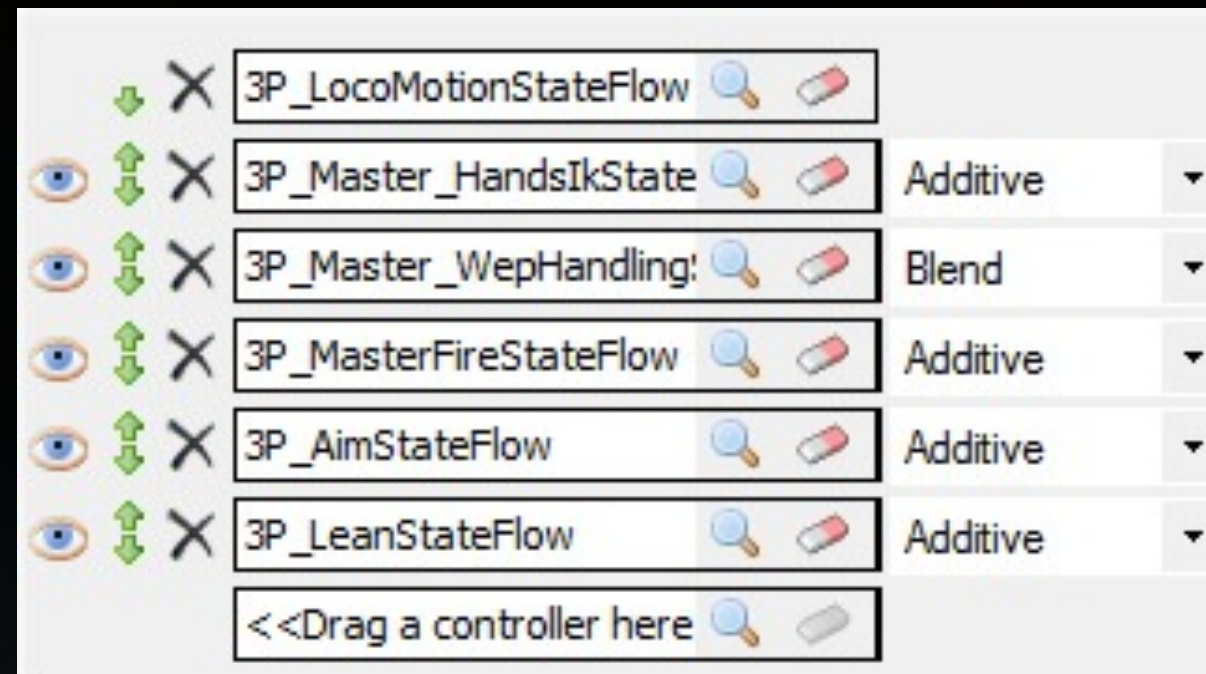 3P_LocoMotionStateFlow
3P_Master_HandsIkState Additive
3P_Master_WepHandling Blend
3P_MasterFireStateFlow Additive
3P_AimStateFlow Additive
3P_LeanStateFlow Additive
<<Drag a controller here